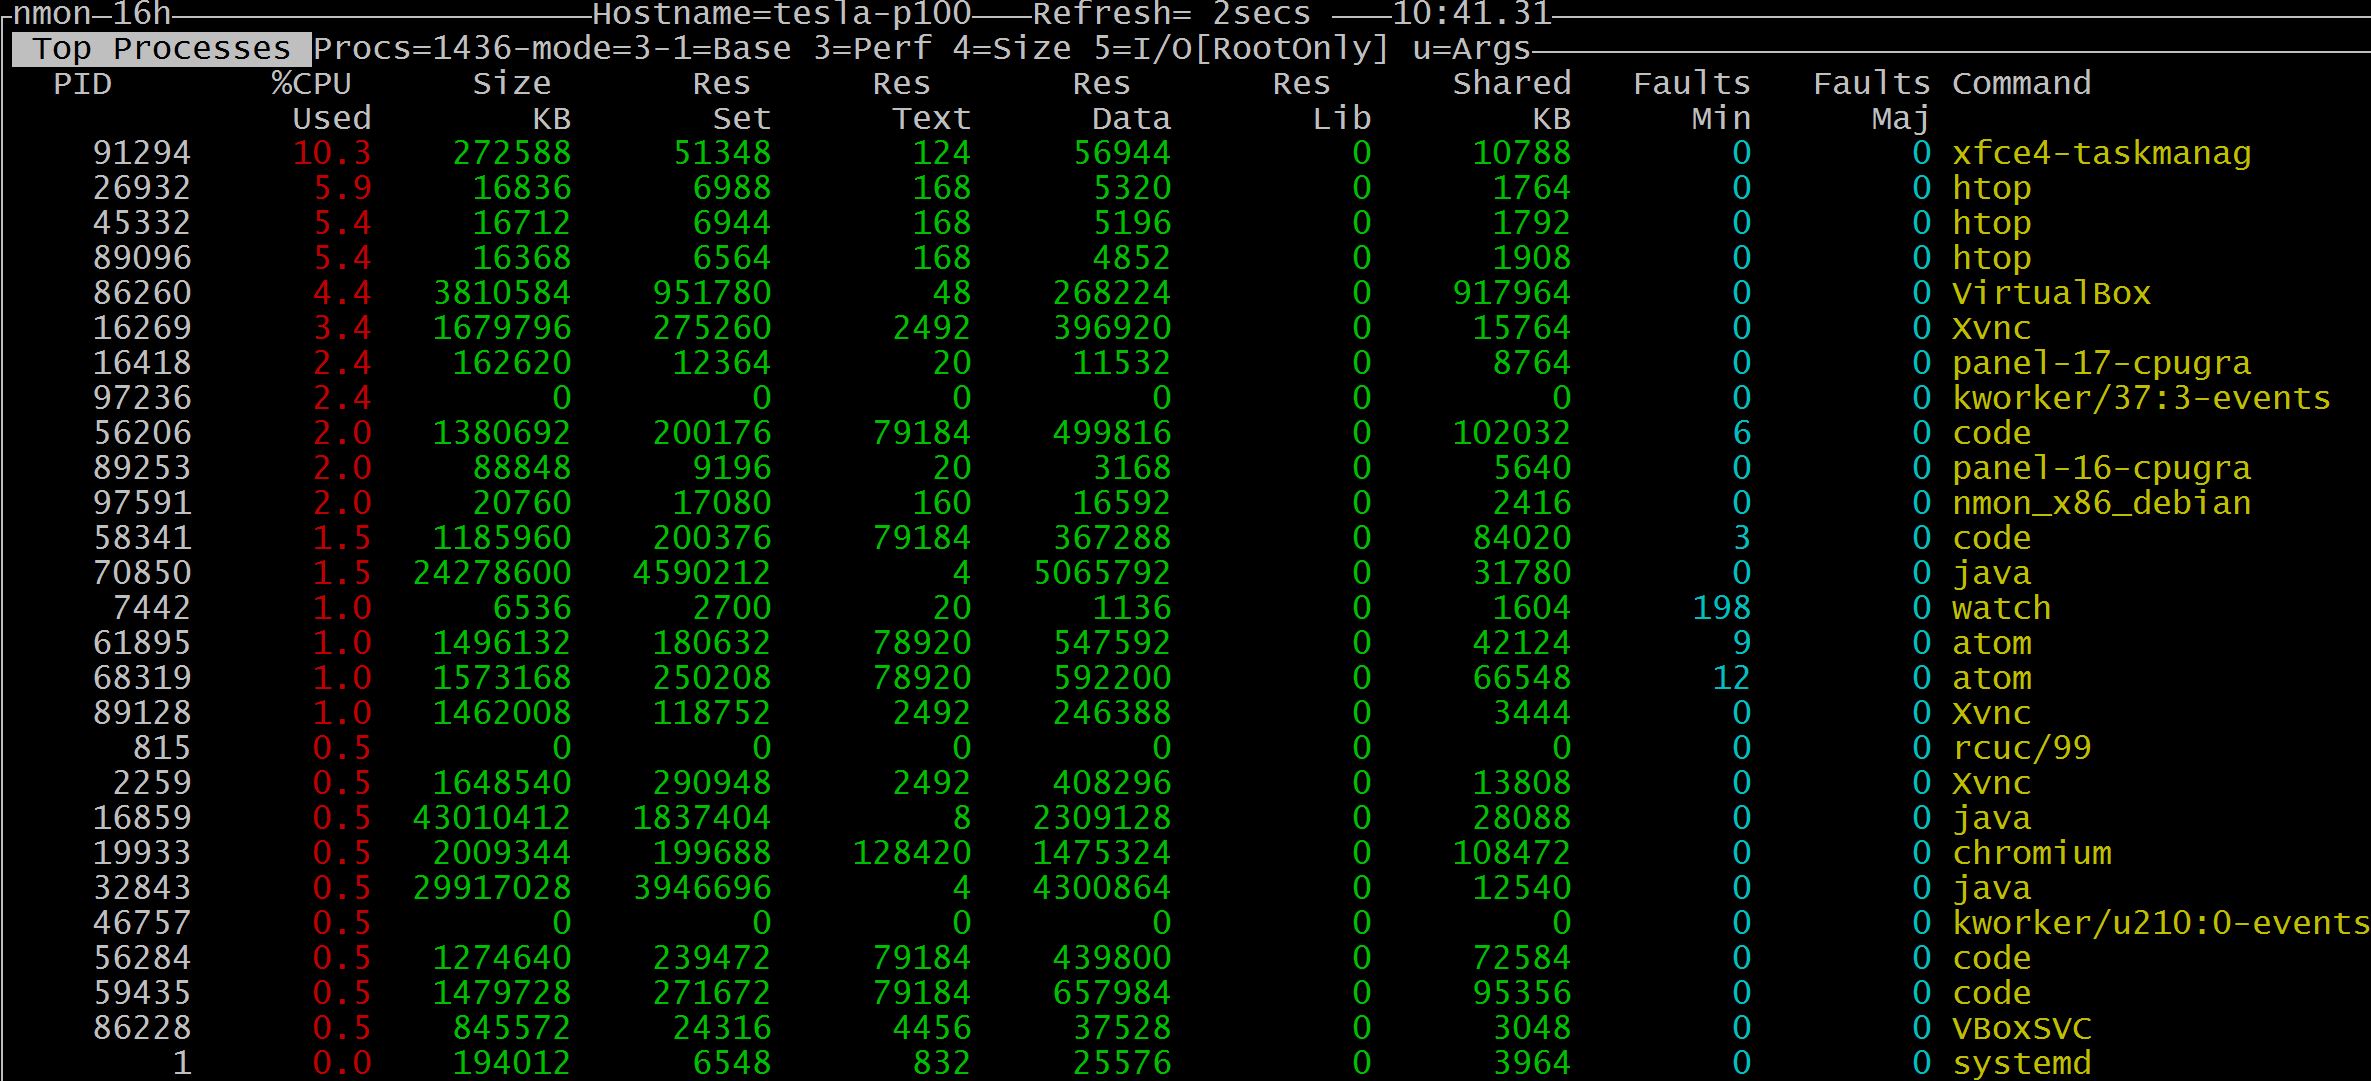 nmon-16h Hostname=tesla-p100 Refresh= 2secs 10:41.31
Top Processes Procs=1436-mode=3-1=Base 3=Perf 4=Size 5=I/O[RootOnly] u=Args
PID %CPU Size Res Res Res Res Shared Faults Faults Command
Used KB Set Text Data Lib KB Min Maj
91294 10.3 272588 51348 124 56944 0 10788 0 0 xfce4-taskmanag
26932 5.9 16836 6988 168 5320 0 1764 0 0 htop
45332 5.4 16712 6944 168 5196 0 1792 0 0 htop
89096 5.4 16368 6564 168 4852 0 1908 0 0 htop
86260 4.4 3810584 951780 48 268224 0 917964 0 0 VirtualBox
16269 3.4 1679796 275260 2492 396920 0 15764 0 0 Xvnc
16418 2.4 162620 12364 20 11532 0 8764 0 0 panel-17-cpugra
97236 2.4 0 0 0 0 0 0 0 0 kworker/37:3-events
56206 2.0 1380692 200176 79184 499816 0 102032 6 0 code
89253 2.0 88848 9196 20 3168 0 5640 0 0 panel-16-cpugra
97591 2.0 20760 17080 160 16592 0 2416 0 0 nmon_x86_debian
58341 1.5 1185960 200376 79184 367288 0 84020 3 0 code
70850 1.5 24278600 4590212 4 5065792 0 31780 0 0 java
7442 1.0 6536 2700 20 1136 0 1604 198 0 watch
61895 1.0 1496132 180632 78920 547592 0 42124 9 0 atom
68319 1.0 1573168 250208 78920 592200 0 66548 12 0 atom
89128 1.0 1462008 118752 2492 246388 0 3444 0 0 Xvnc
815 0.5 0 0 0 0 0 0 0 0 rcuc/99
2259 0.5 1648540 290948 2492 408296 0 13808 0 0 Xvnc
16859 0.5 43010412 1837404 8 2309128 0 28088 0 0 java
19933 0.5 2009344 199688 128420 1475324 0 108472 0 0 chromium
32843 0.5 29917028 3946696 4 4300864 0 12540 0 0 java
46757 0.5 0 0 0 0 0 0 0 0 kworker/u210:0-events
56284 0.5 1274640 239472 79184 439800 0 72584 0 0 code
59435 0.5 1479728 271672 79184 657984 0 95356 0 0 code
86228 0.5 845572 24316 4456 37528 0 3048 0 0 VBoxSVC
1 0.0 194012 6548 832 25576 0 3964 0 0 systemd